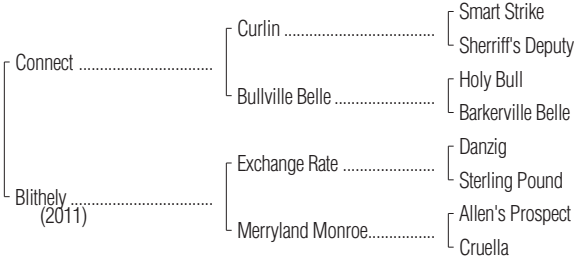 Smart Strike
Curlin
Sherriff's Deputy
Connect
Holy Bull
Bullville Belle
Barkerville Belle
Danzig
Exchange Rate
Sterling Pound
Blithely
(2011)
Allen's Prospect
Merryland Monroe
Cruella